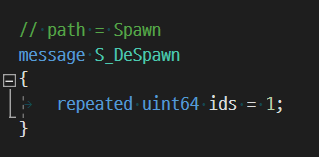 // path = Spawn
message S_DeSpawn
{
    repeated uint64 ids = 1;
}